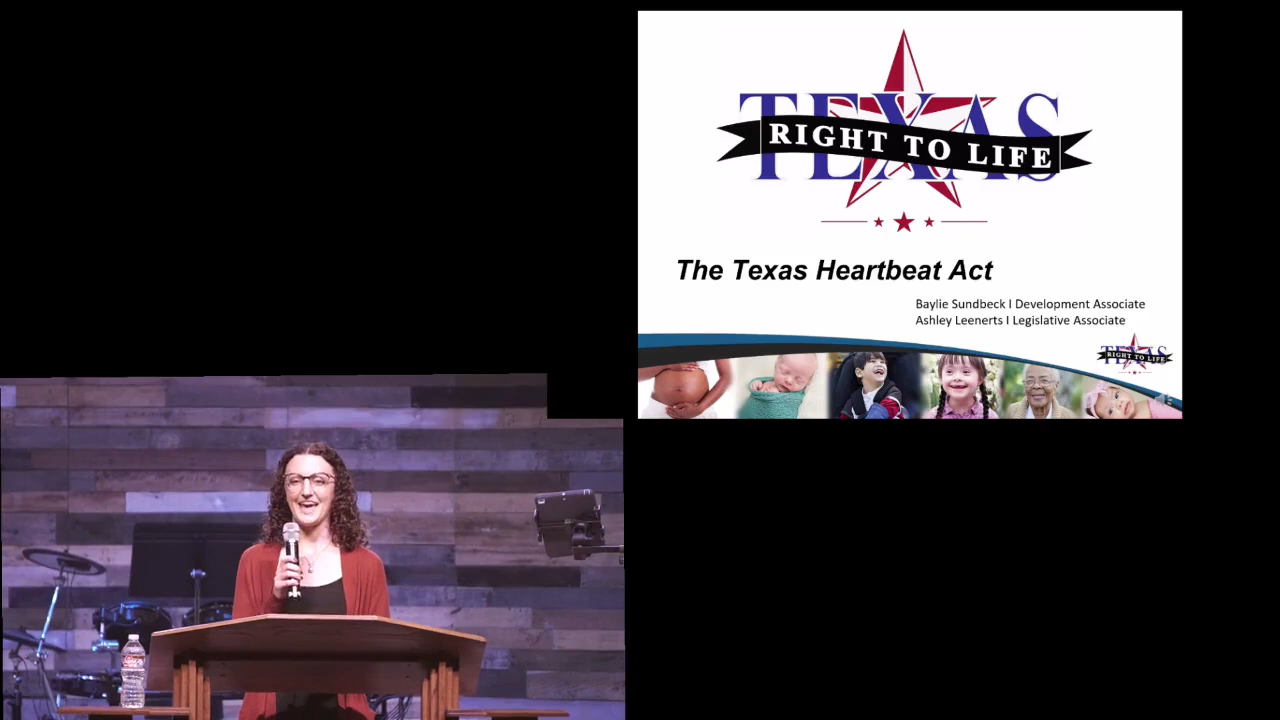 TEXAS
RIGHT TO LIFE
The Texas Heartbeat Act
Baylie Sundbeck I Development Associate
Ashley Leenerts I Legislative Associate
TEXAS
RIGHT TO LIFE